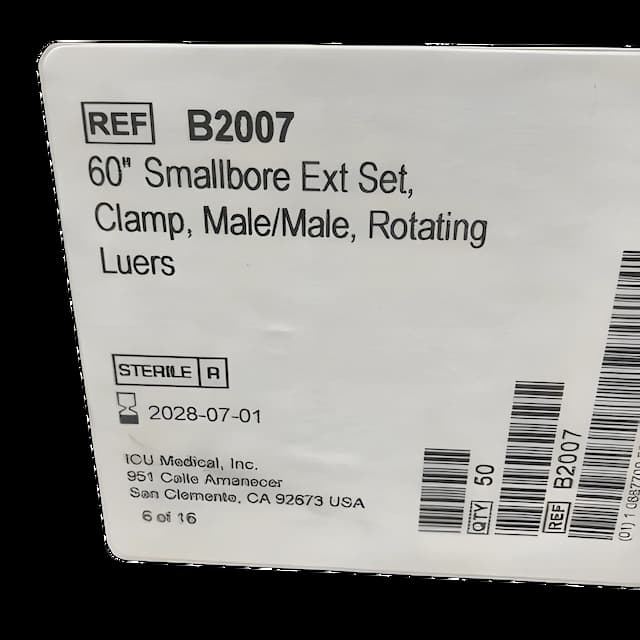 REF B2007
60" Smallbore Ext Set,
Clamp, Male/Male, Rotating
Luers
STERILE R
2028-07-01
ICU Medical, Inc.
951 Calle Amanecer
San Clemente, CA 92673 USA
6 of 16
QTY 50
REF B2007